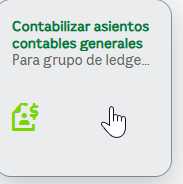 Contabilizar asientos
contables generales
Para grupo de ledge...